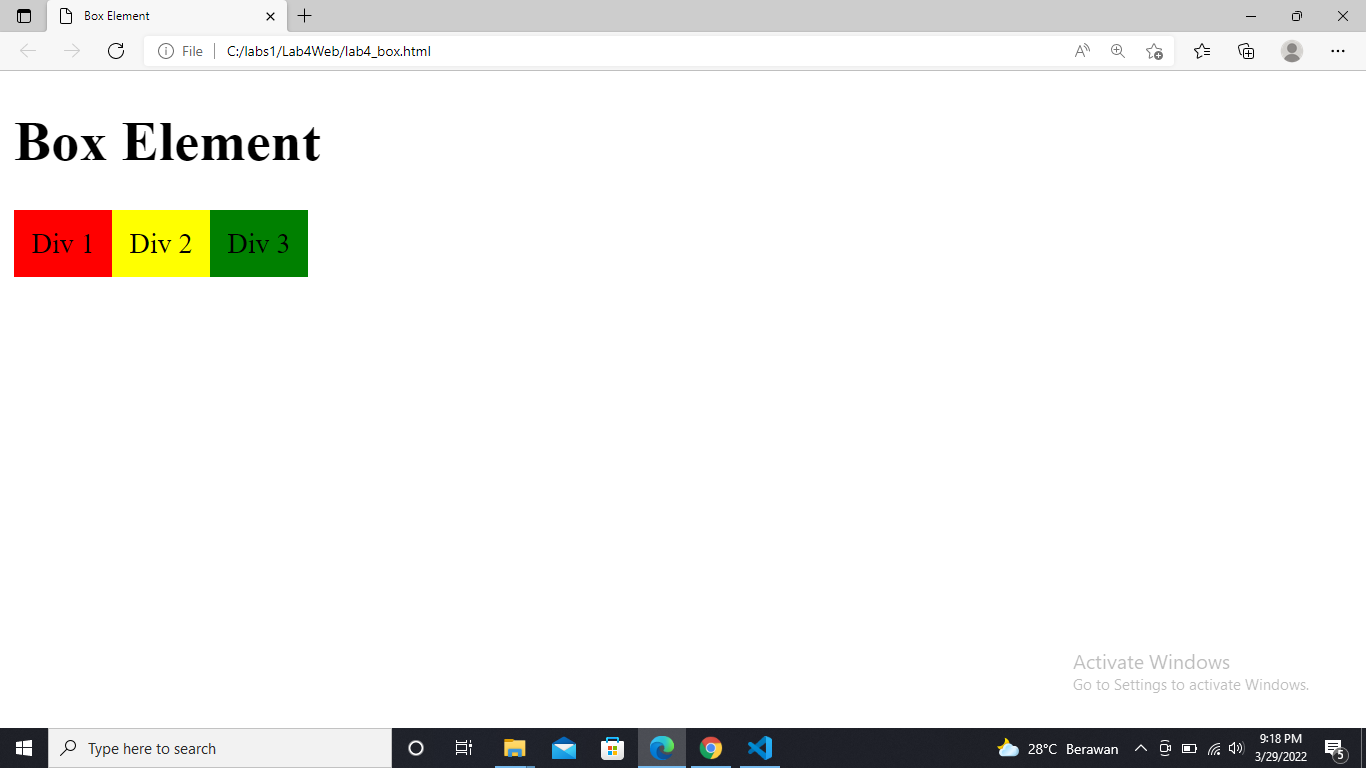 Box Element
File
C:/labs1/Lab4Web/lab4_box.html
Box Element
Div 1 Div 2 Div 3
Activate Windows
Go to Settings to activate Windows.
Type here to search
28°C Berawan
9:18 PM
3/29/2022
5